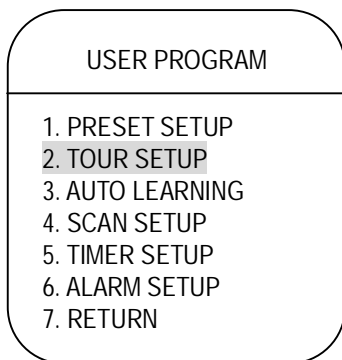 USER PROGRAM
1. PRESET SETUP
2. TOUR SETUP
3. AUTO LEARNING
4. SCAN SETUP
5. TIMER SETUP
6. ALARM SETUP
7. RETURN